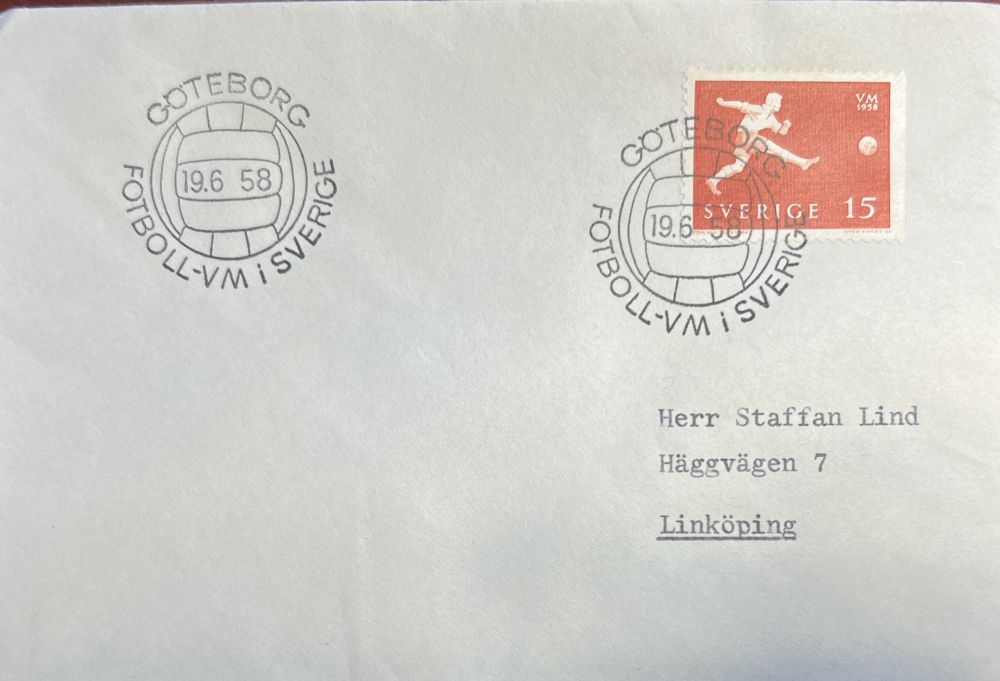 GÖTEBORG
19.6 58
FOTBOLL-VM i SVERIGE
GÖTEBORG
19.6 58
FOTBOLL-VM i SVERIGE
VM
1958
SVERIGE 15
Herr Staffan Lind
Häggvägen 7
Linköping